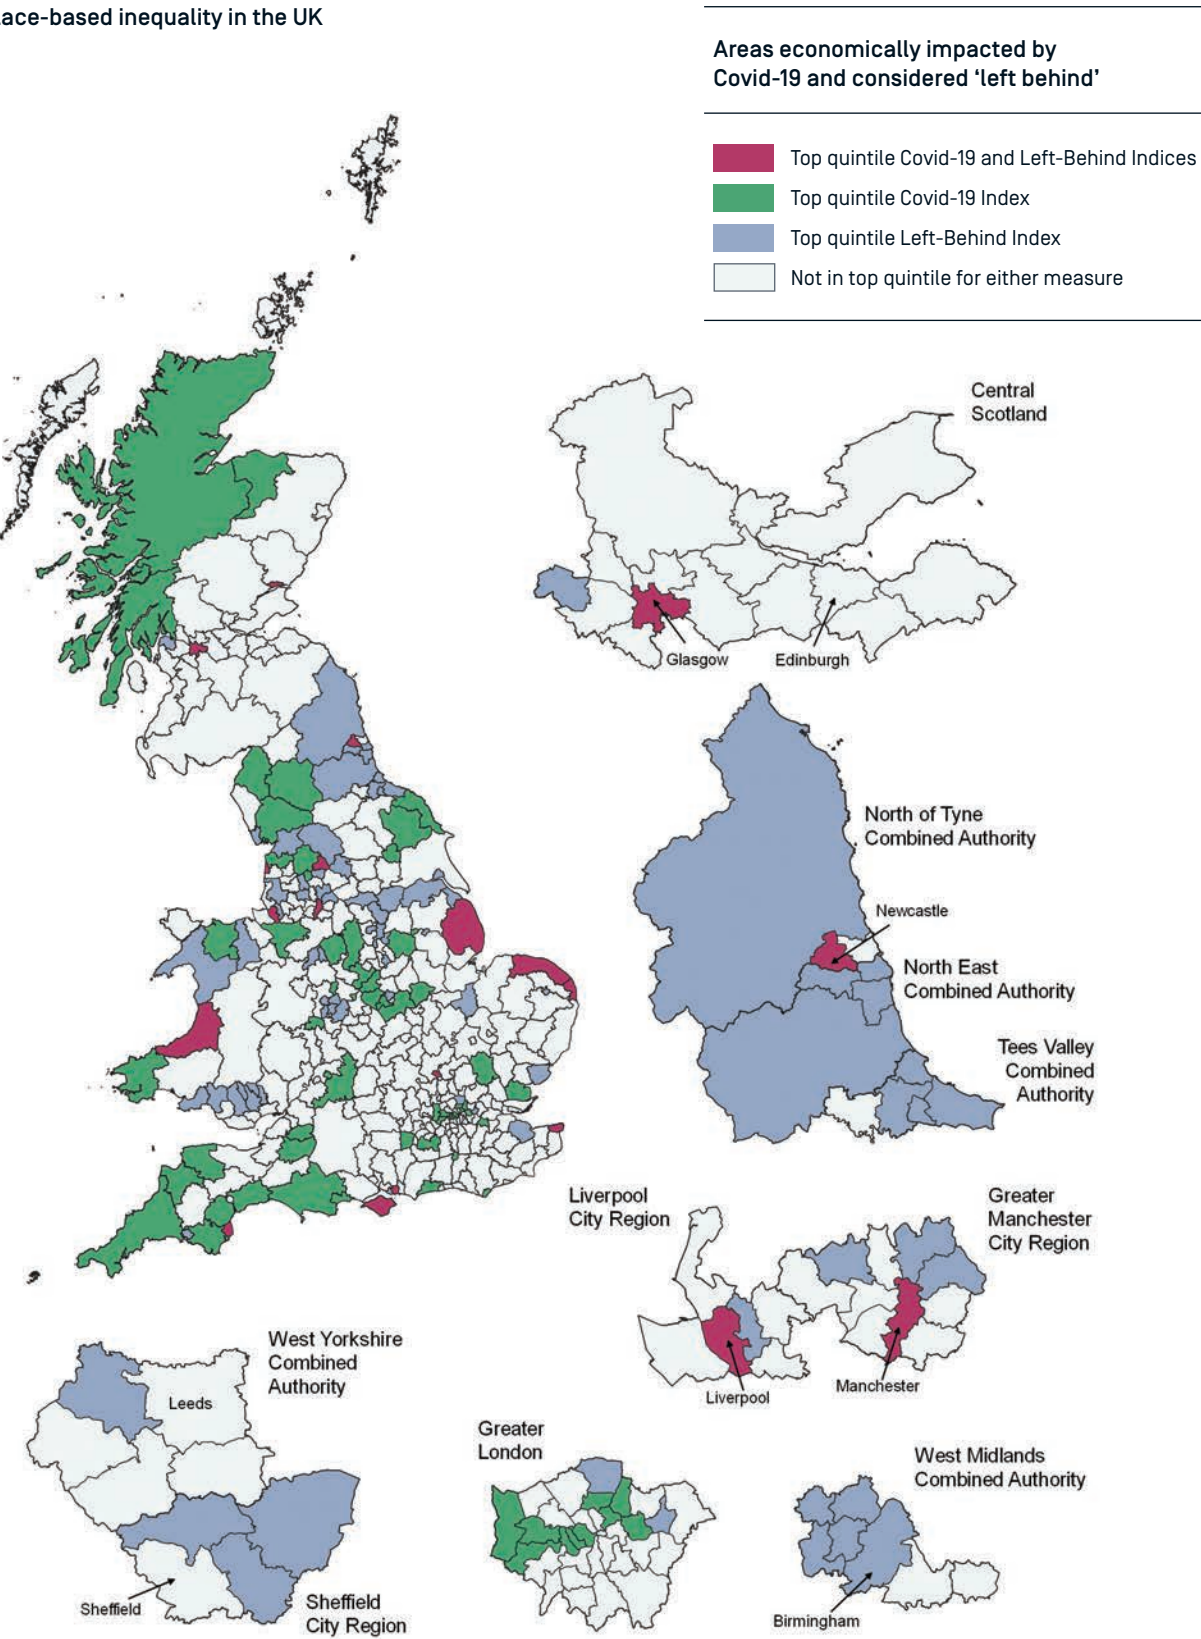 ace-based inequality in the UK
Areas economically impacted by
Covid-19 and considered ‘left behind’
Top quintile Covid-19 and Left-Behind Indices
Top quintile Covid-19 Index
Top quintile Left-Behind Index
Not in top quintile for either measure
Central
Scotland
Glasgow
Edinburgh
North of Tyne
Combined Authority
Newcastle
North East
Combined Authority
Tees Valley
Combined
Authority
Liverpool
City Region
Greater
Manchester
City Region
Liverpool
Manchester
West Yorkshire
Combined
Authority
Leeds
Sheffield
Sheffield
City Region
Greater
London
West Midlands
Combined Authority
Birmingham